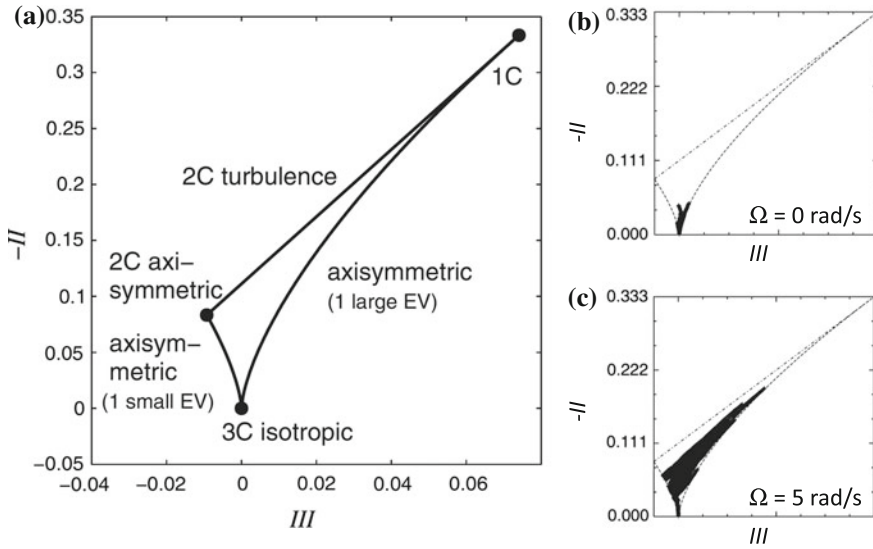 (a)
0.35
0.3
0.25
0.2
0.15
0.1
0.05
0
−0.05
−0.04
−0.02
0
0.02
0.04
0.06
−II
III
1C
2C turbulence
2C axi-
symmetric
axisymmetric
(1 large EV)
axisym−
metric
(1 small EV)
3C isotropic
(b)
0.333
0.222
0.111
0.000
-II
III
Ω = 0 rad/s
(c)
0.333
0.222
0.111
0.000
-II
III
Ω = 5 rad/s